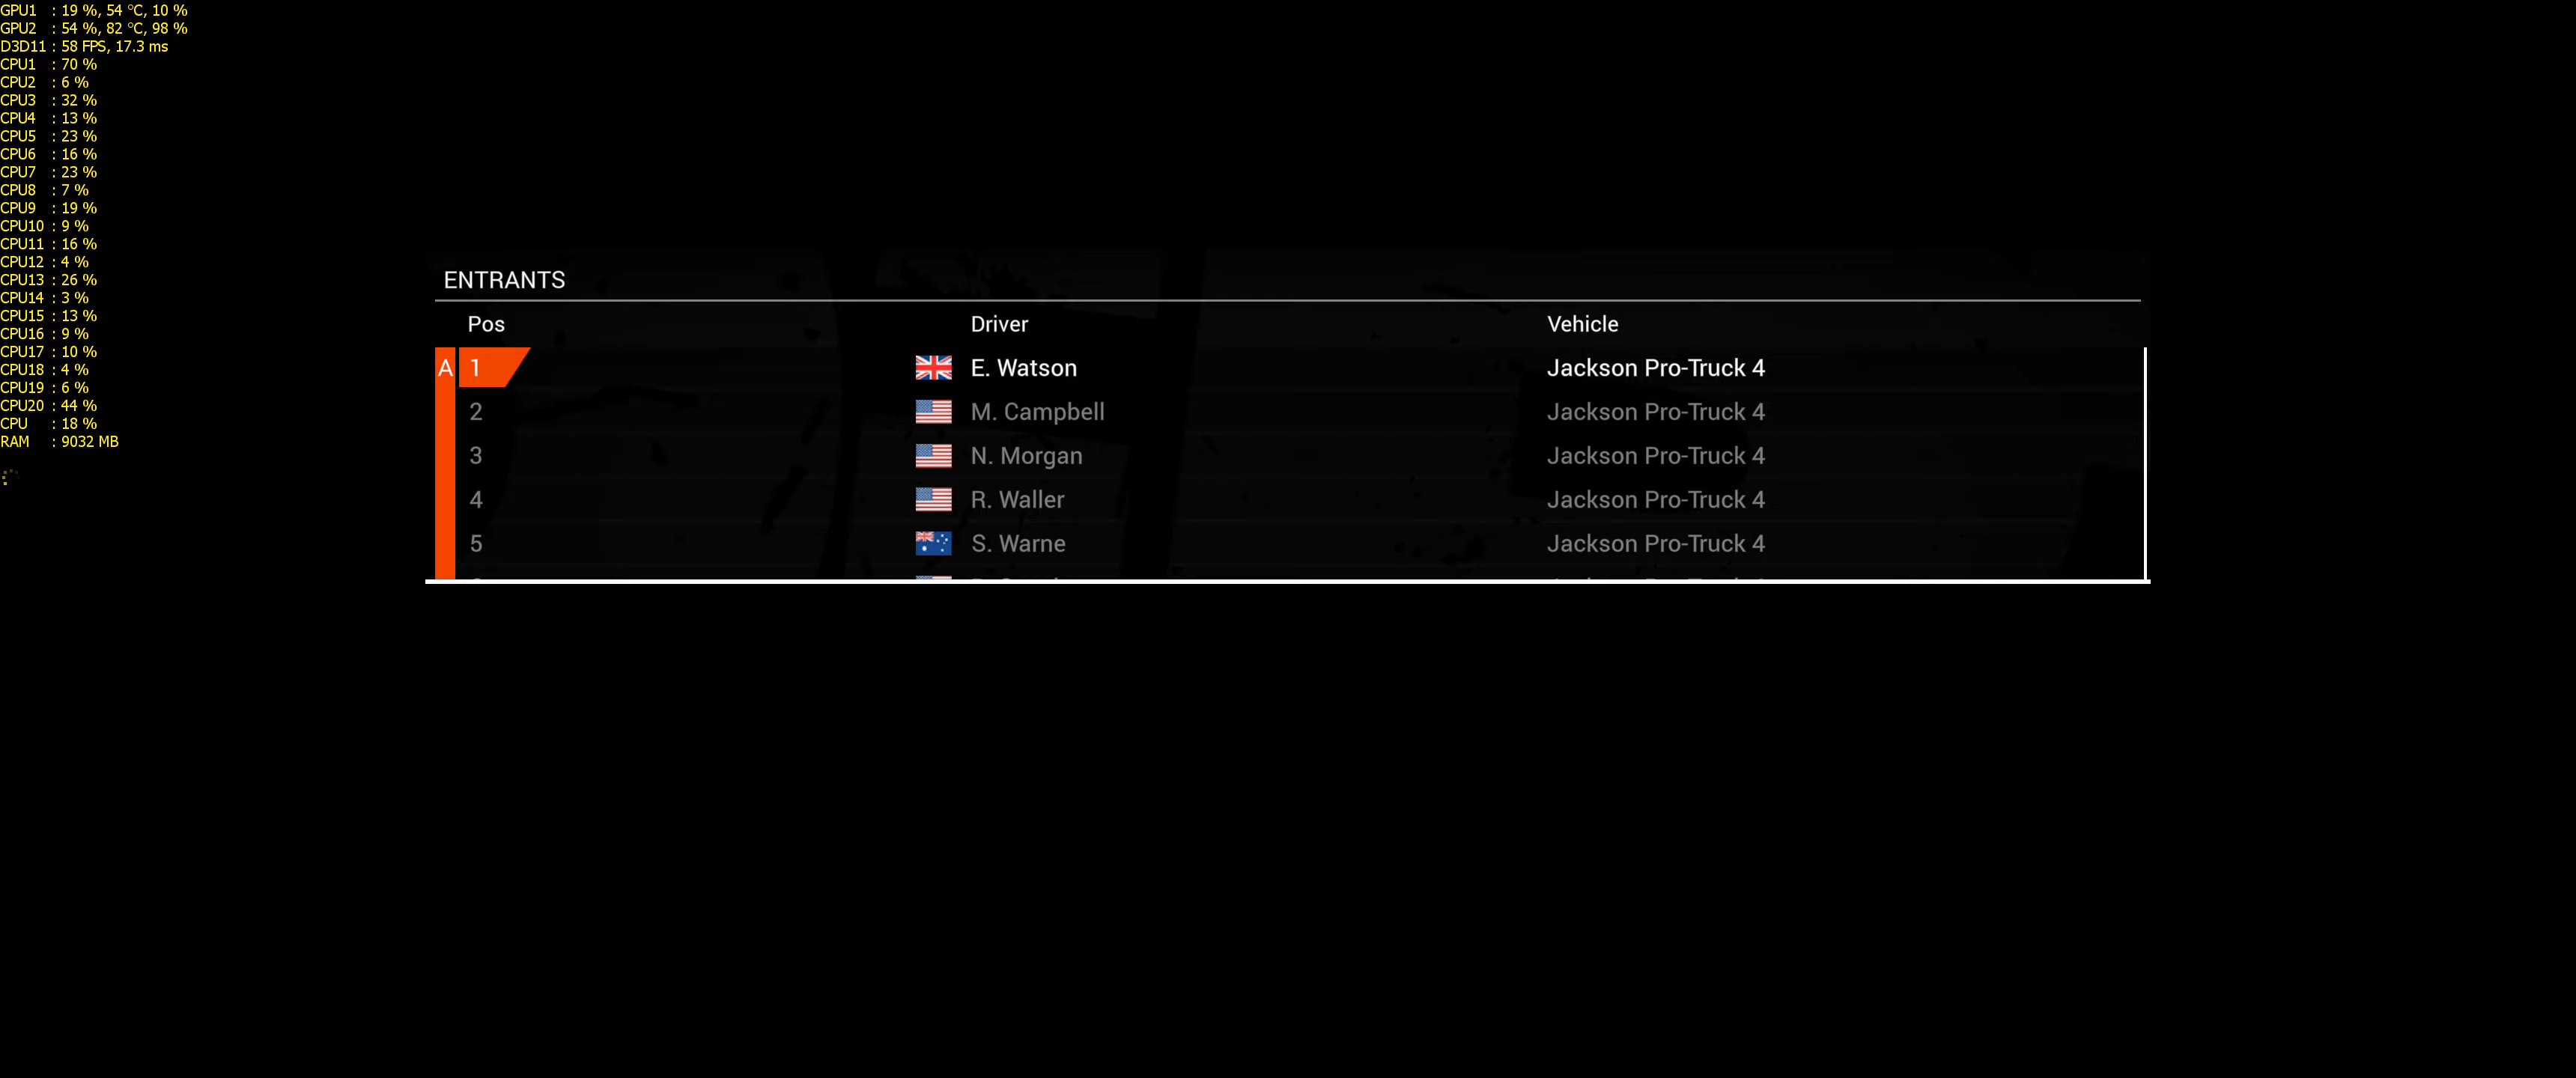 GPU1 : 19 %, 54 °C, 10 %
GPU2 : 54 %, 82 °C, 98 %
D3D11 : 58 FPS, 17.3 ms
CPU1 : 70 %
CPU2 : 6 %
CPU3 : 32 %
CPU4 : 13 %
CPU5 : 23 %
CPU6 : 16 %
CPU7 : 23 %
CPU8 : 7 %
CPU9 : 19 %
CPU10 : 9 %
CPU11 : 16 %
CPU12 : 4 %
CPU13 : 26 %
CPU14 : 3 %
CPU15 : 13 %
CPU16 : 9 %
CPU17 : 10 %
CPU18 : 4 %
CPU19 : 6 %
CPU20 : 44 %
CPU : 18 %
RAM : 9032 MB
ENTRANTS
Pos Driver Vehicle
A 1 E. Watson Jackson Pro-Truck 4
2 M. Campbell Jackson Pro-Truck 4
3 N. Morgan Jackson Pro-Truck 4
4 R. Waller Jackson Pro-Truck 4
5 S. Warne Jackson Pro-Truck 4